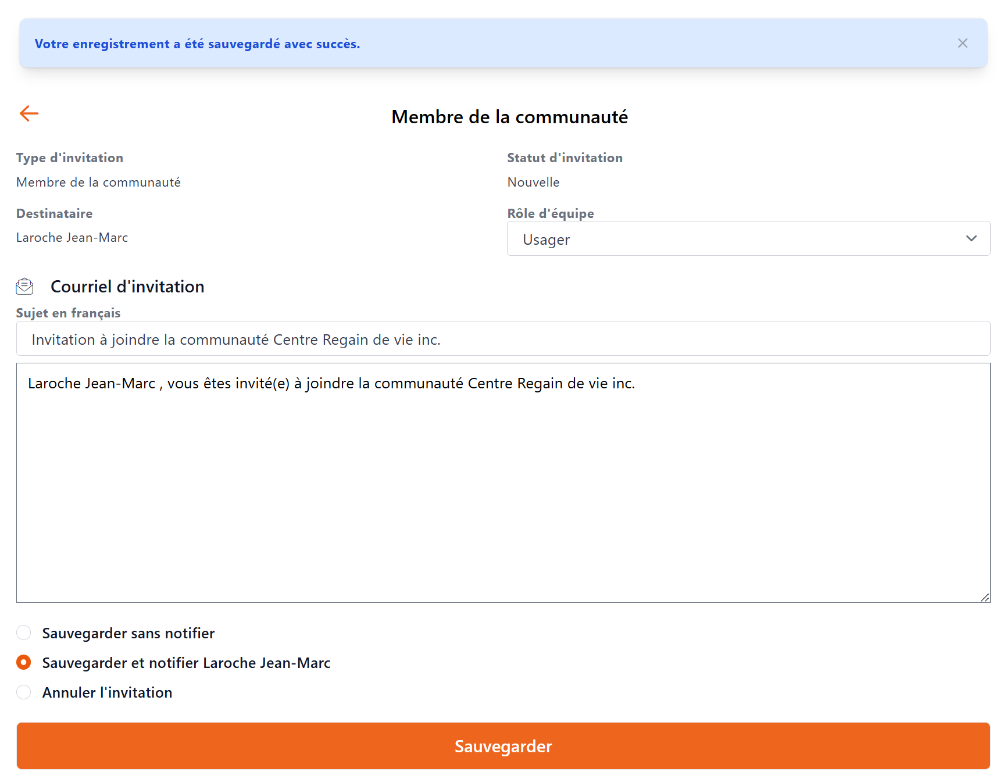 Votre enregistrement a été sauvegardé avec succès.
Membre de la communauté
Type d'invitation
Membre de la communauté
Statut d'invitation
Nouvelle
Destinataire
Laroche Jean-Marc
Rôle d'équipe
Usager
Courriel d'invitation
Sujet en français
Invitation à joindre la communauté Centre Regain de vie inc.
Laroche Jean-Marc , vous êtes invité(e) à joindre la communauté Centre Regain de vie inc.
Sauvegarder sans notifier
Sauvegarder et notifier Laroche Jean-Marc
Annuler l'invitation
Sauvegarder